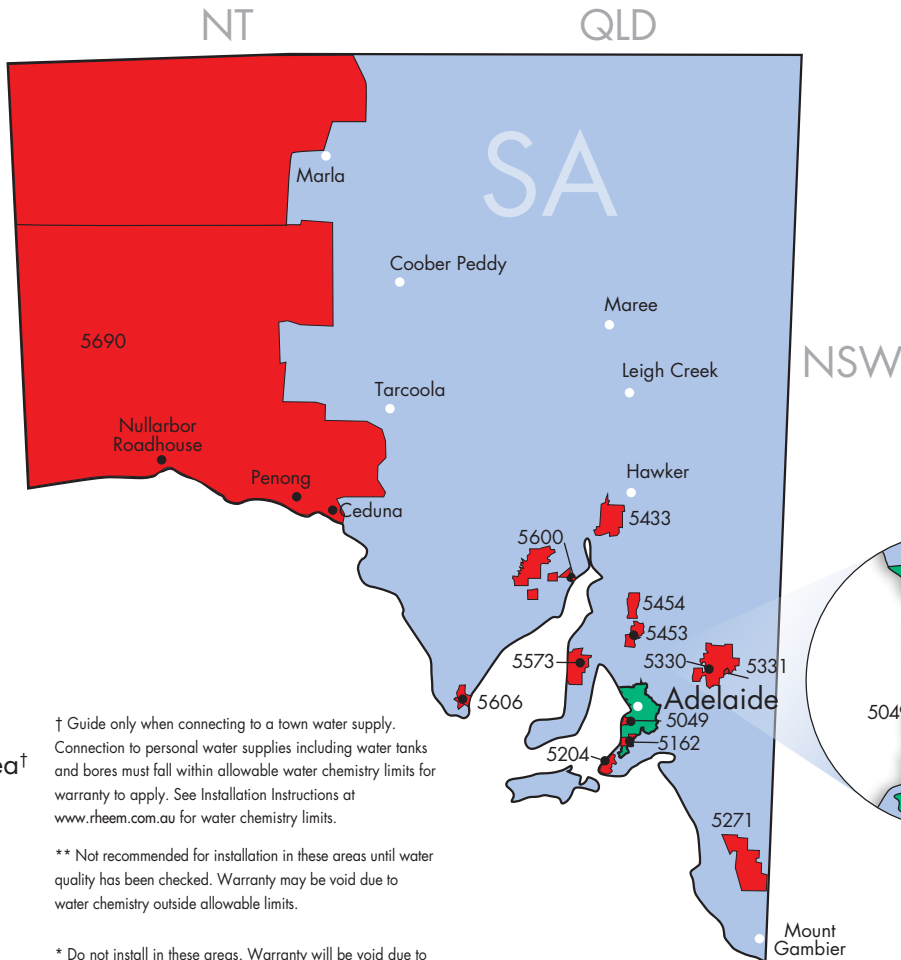 NT
QLD
SA
Marla
Coober Peddy
Maree
5690
NSW
Leigh Creek
Tarcoola
Nullarbor
Roadhouse
Hawker
Penong
Ceduna
5433
5600
5454
5453
5573
5330
5331
5606
Adelaide
5049
5049
5162
5204
ea†
† Guide only when connecting to a town water supply.
Connection to personal water supplies including water tanks
and bores must fall within allowable water chemistry limits for
warranty to apply. See Installation Instructions at
www.rheem.com.au for water chemistry limits.
5271
** Not recommended for installation in these areas until water
quality has been checked. Warranty may be void due to
water chemistry outside allowable limits.
Mount
Gambier
* Do not install in these areas. Warranty will be void due to